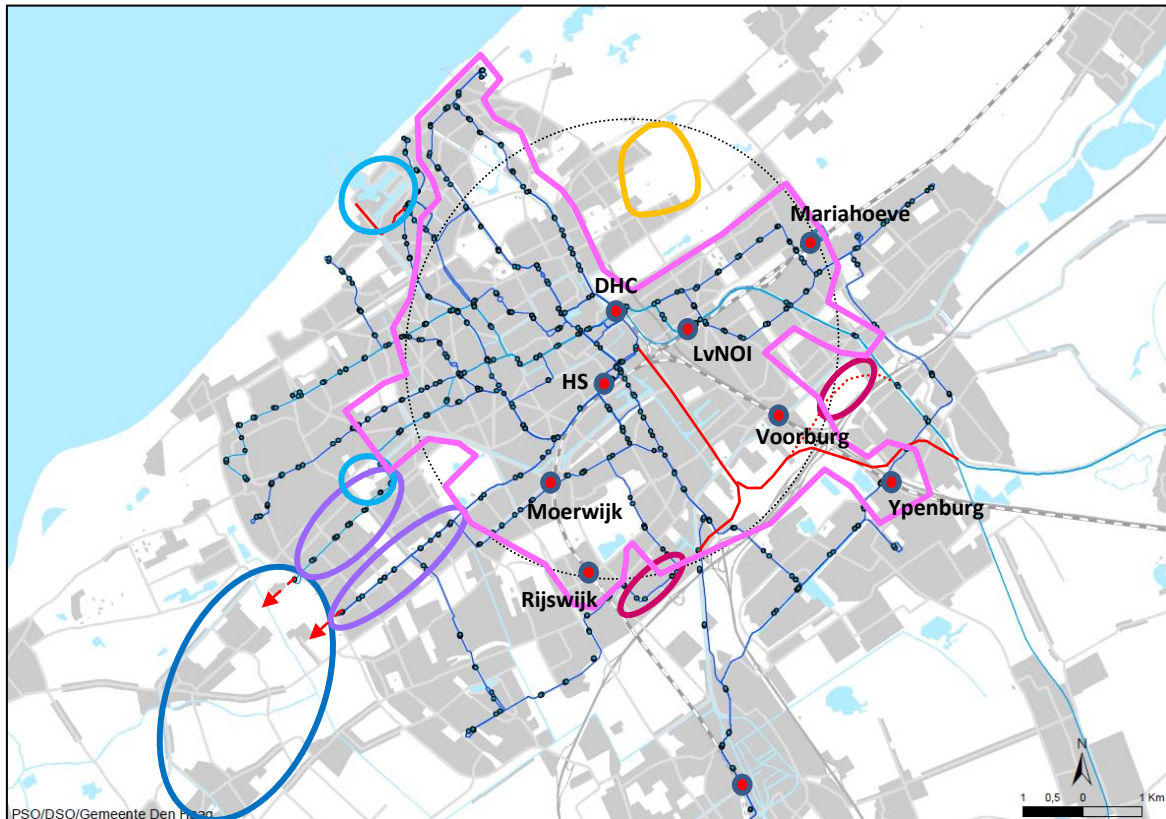 Mariahoeve
DHC
LvNOI
HS
Voorburg
Moerwijk
Ypenburg
Rijswijk
N
1 0,5 0 1 Km
PSO/DSO/Gemeente Den Haag